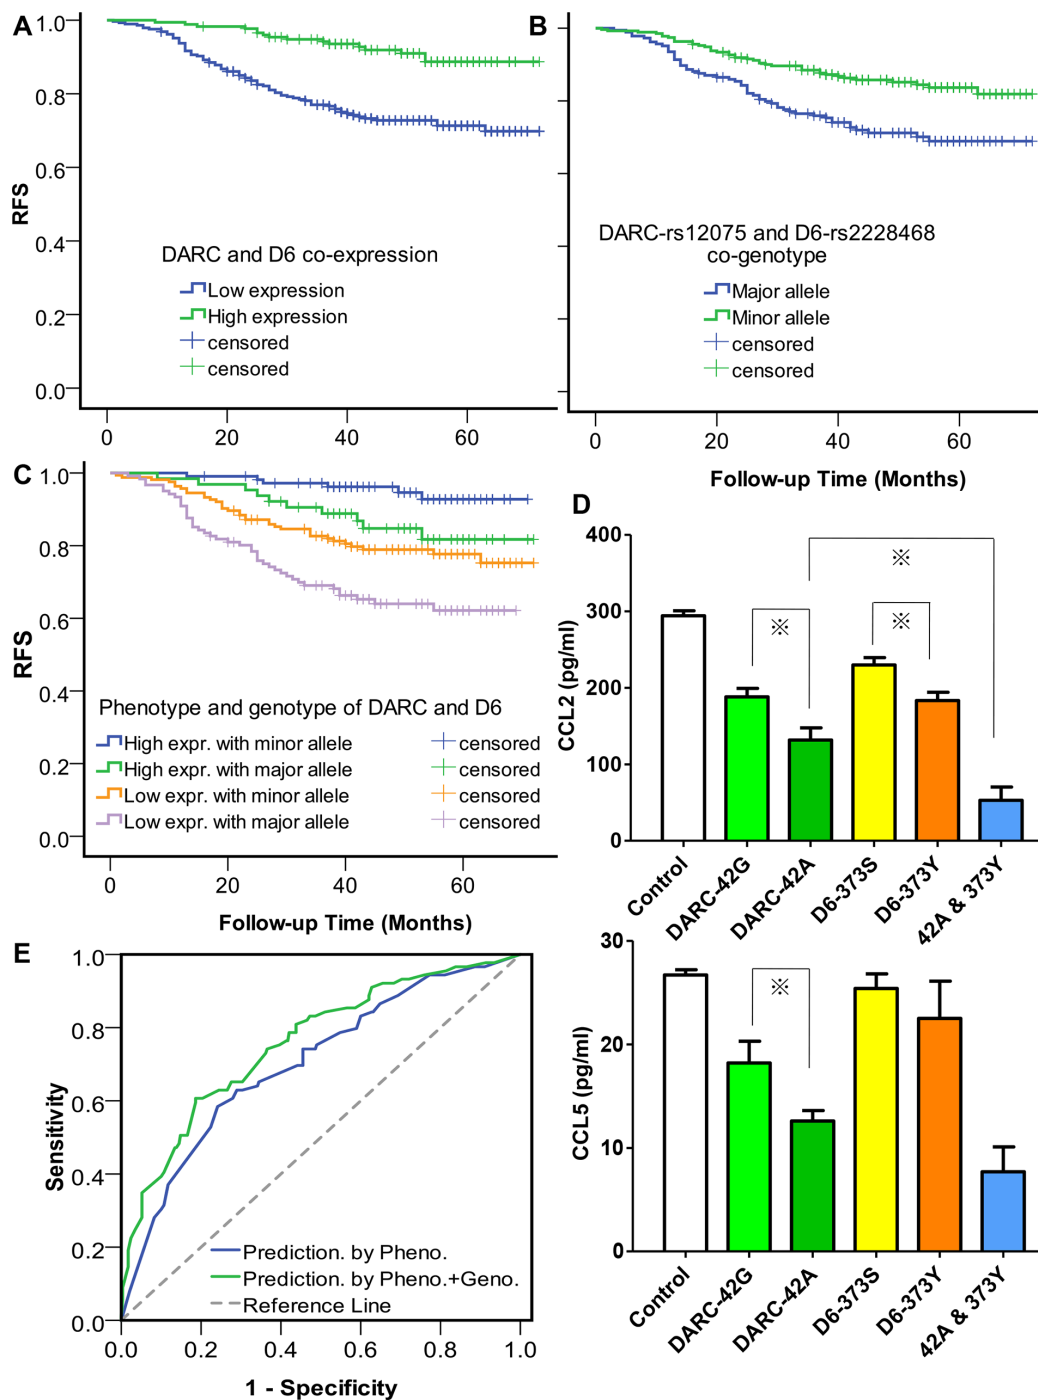 A
1.0
0.8
0.6
0.4
0.2
0.0
RFS
DARC and D6 co-expression
Low expression
High expression
censored
censored
0 20 40 60
B
DARC-rs12075 and D6-rs2228468
co-genotype
Major allele
Minor allele
censored
censored
0 20 40 60
Follow-up Time (Months)
C
1.0
0.8
0.6
0.4
0.2
0.0
RFS
Phenotype and genotype of DARC and D6
High expr. with minor allele censored
High expr. with major allele censored
Low expr. with minor allele censored
Low expr. with major allele censored
0 20 40 60
Follow-up Time (Months)
D
400
300
200
100
0
CCL2 (pg/ml)
※
※
※
Control
DARC-42G
DARC-42A
D6-373S
D6-373Y
42A & 373Y
30
20
10
0
CCL5 (pg/ml)
※
Control
DARC-42G
DARC-42A
D6-373S
D6-373Y
42A & 373Y
E
1.0
0.8
0.6
0.4
0.2
0.0
Sensitivity
Prediction. by Pheno.
Prediction. by Pheno.+Geno.
Reference Line
0.0 0.2 0.4 0.6 0.8 1.0
1 - Specificity